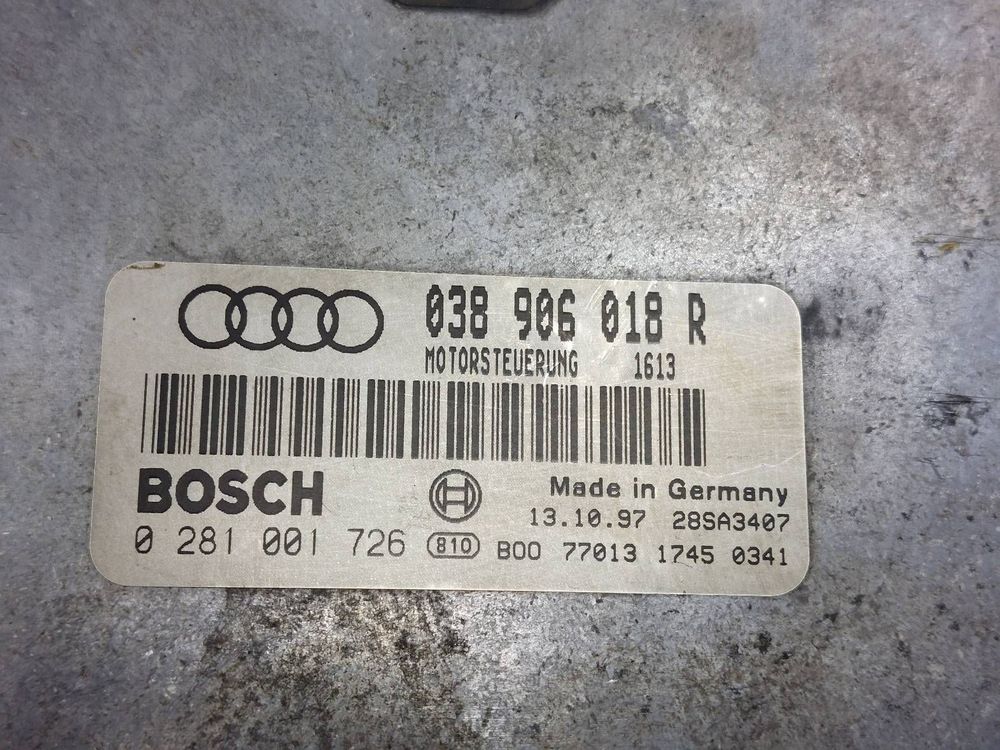 038 906 018 R
MOTORSTEUERUNG 1613
BOSCH
Made in Germany
13.10.97 28SA3407
0 281 001 726 810 B00 77013 1745 0341